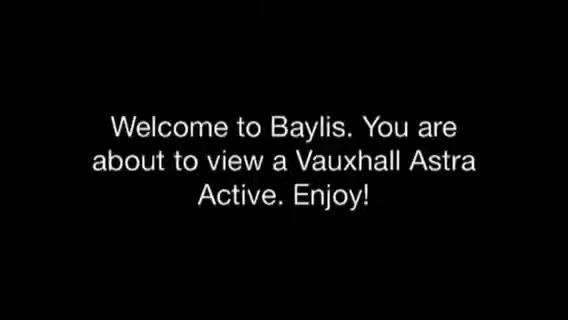 Welcome to Baylis. You are
about to view a Vauxhall Astra
Active. Enjoy!